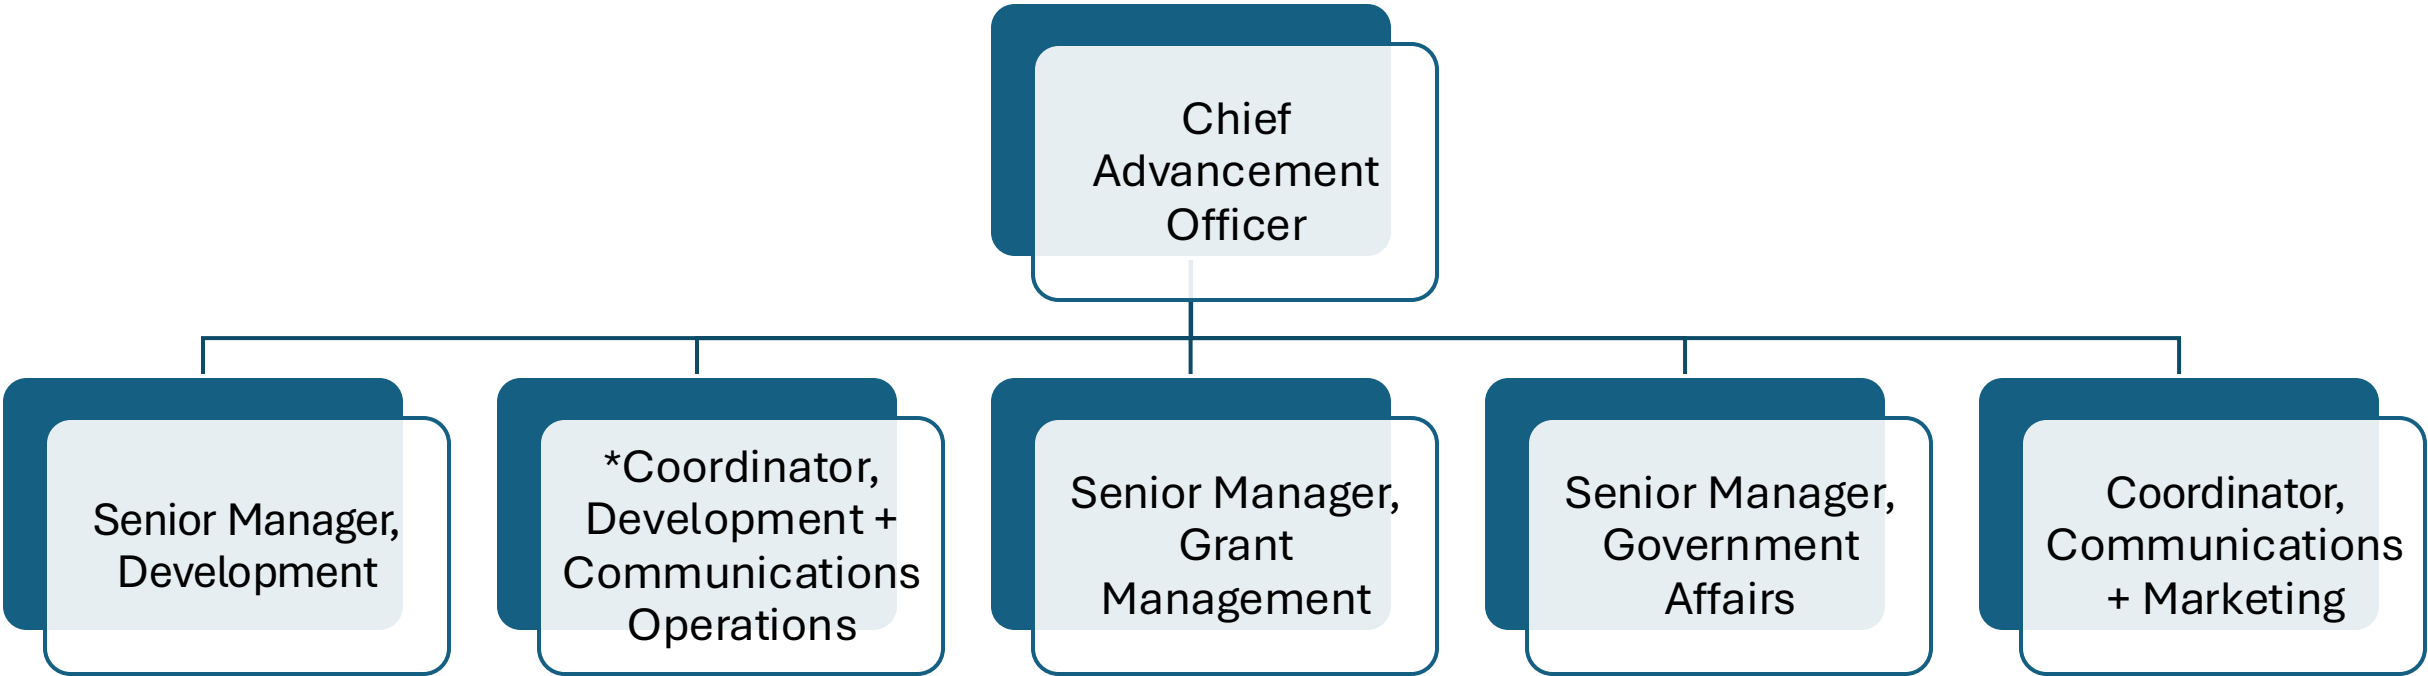 Chief
Advancement
Officer
Senior Manager,
Development
*Coordinator,
Development +
Communications
Operations
Senior Manager,
Grant
Management
Senior Manager,
Government
Affairs
Coordinator,
Communications
+ Marketing